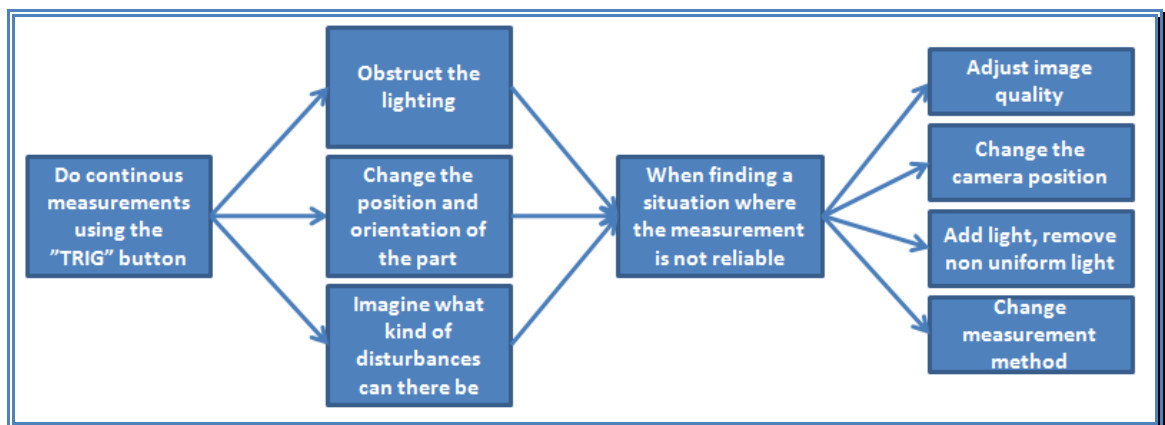 Do continous
measurements
using the
”TRIG” button
Obstruct the
lighting
Change the
position and
orientation of
the part
Imagine what
kind of
disturbances
can there be
When finding a
situation where
the measurement
is not reliable
Adjust image
quality
Change the
camera position
Add light, remove
non uniform light
Change
measurement
method